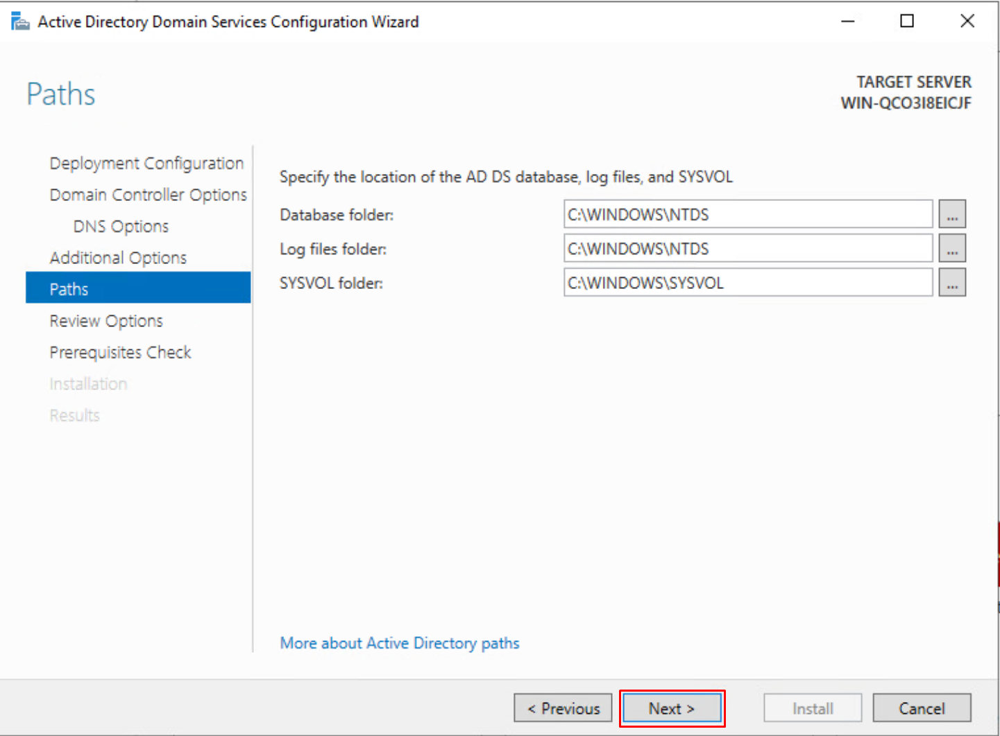 Active Directory Domain Services Configuration Wizard
Paths
TARGET SERVER
WIN-QCO3I8EICJF
Deployment Configuration
Domain Controller Options
DNS Options
Additional Options
Paths
Review Options
Prerequisites Check
Installation
Results
Specify the location of the AD DS database, log files, and SYSVOL
Database folder: C:\WINDOWS\NTDS ...
Log files folder: C:\WINDOWS\NTDS ...
SYSVOL folder: C:\WINDOWS\SYSVOL ...
More about Active Directory paths
< Previous Next > Install Cancel